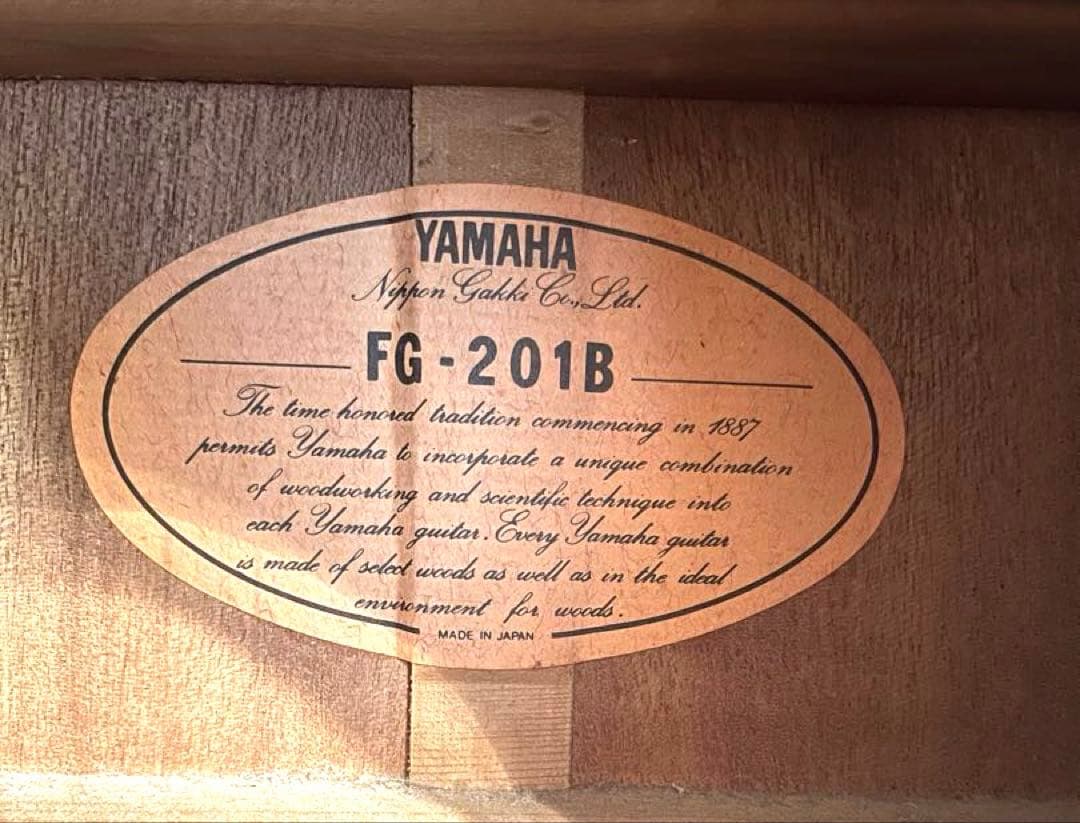 YAMAHA
Nippon Gakki Co., Ltd.
FG-201B
The time honored tradition commencing in 1887
permits Yamaha to incorporate a unique combination
of woodworking and scientific technique into
each Yamaha guitar. Every Yamaha guitar
is made of select woods as well as in the ideal
environment for woods.
MADE IN JAPAN